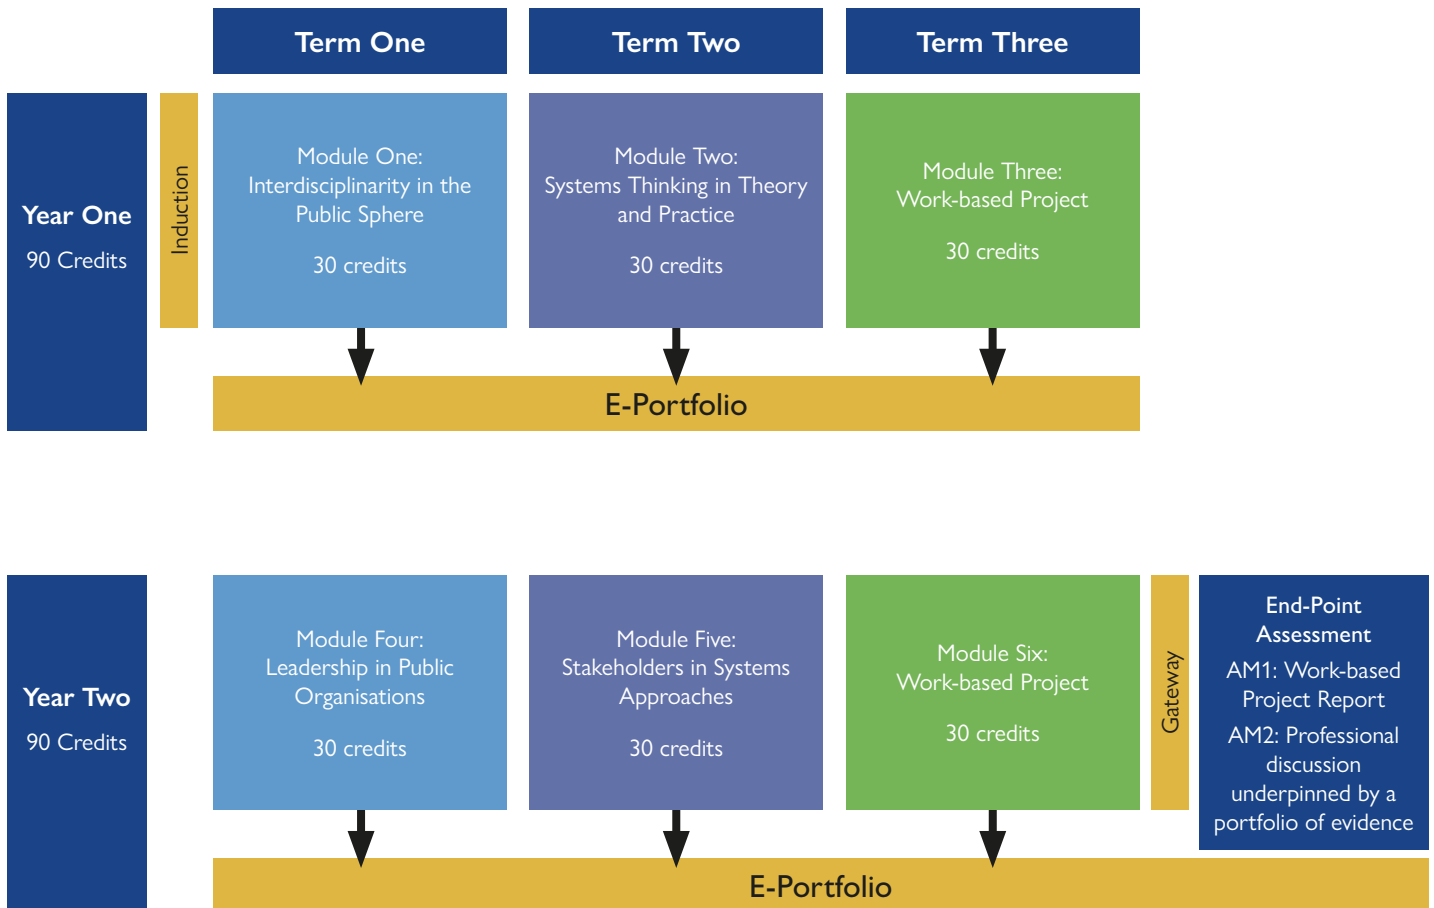 Term One
Term Two
Term Three
Year One
90 Credits
Induction
Module One:
Interdisciplinarity in the
Public Sphere
30 credits
Module Two:
Systems Thinking in Theory
and Practice
30 credits
Module Three:
Work-based Project
30 credits
E-Portfolio
Year Two
90 Credits
Module Four:
Leadership in Public
Organisations
30 credits
Module Five:
Stakeholders in Systems
Approaches
30 credits
Module Six:
Work-based Project
30 credits
Gateway
End-Point
Assessment
AM1: Work-based
Project Report
AM2: Professional
discussion
underpinned by a
portfolio of evidence
E-Portfolio